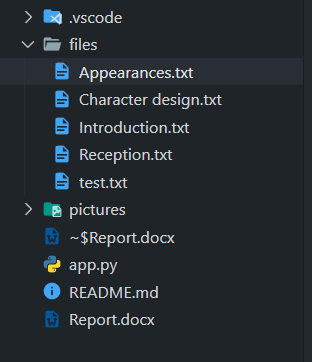 .vscode
files
Appearances.txt
Character design.txt
Introduction.txt
Reception.txt
test.txt
pictures
~$Report.docx
app.py
README.md
Report.docx